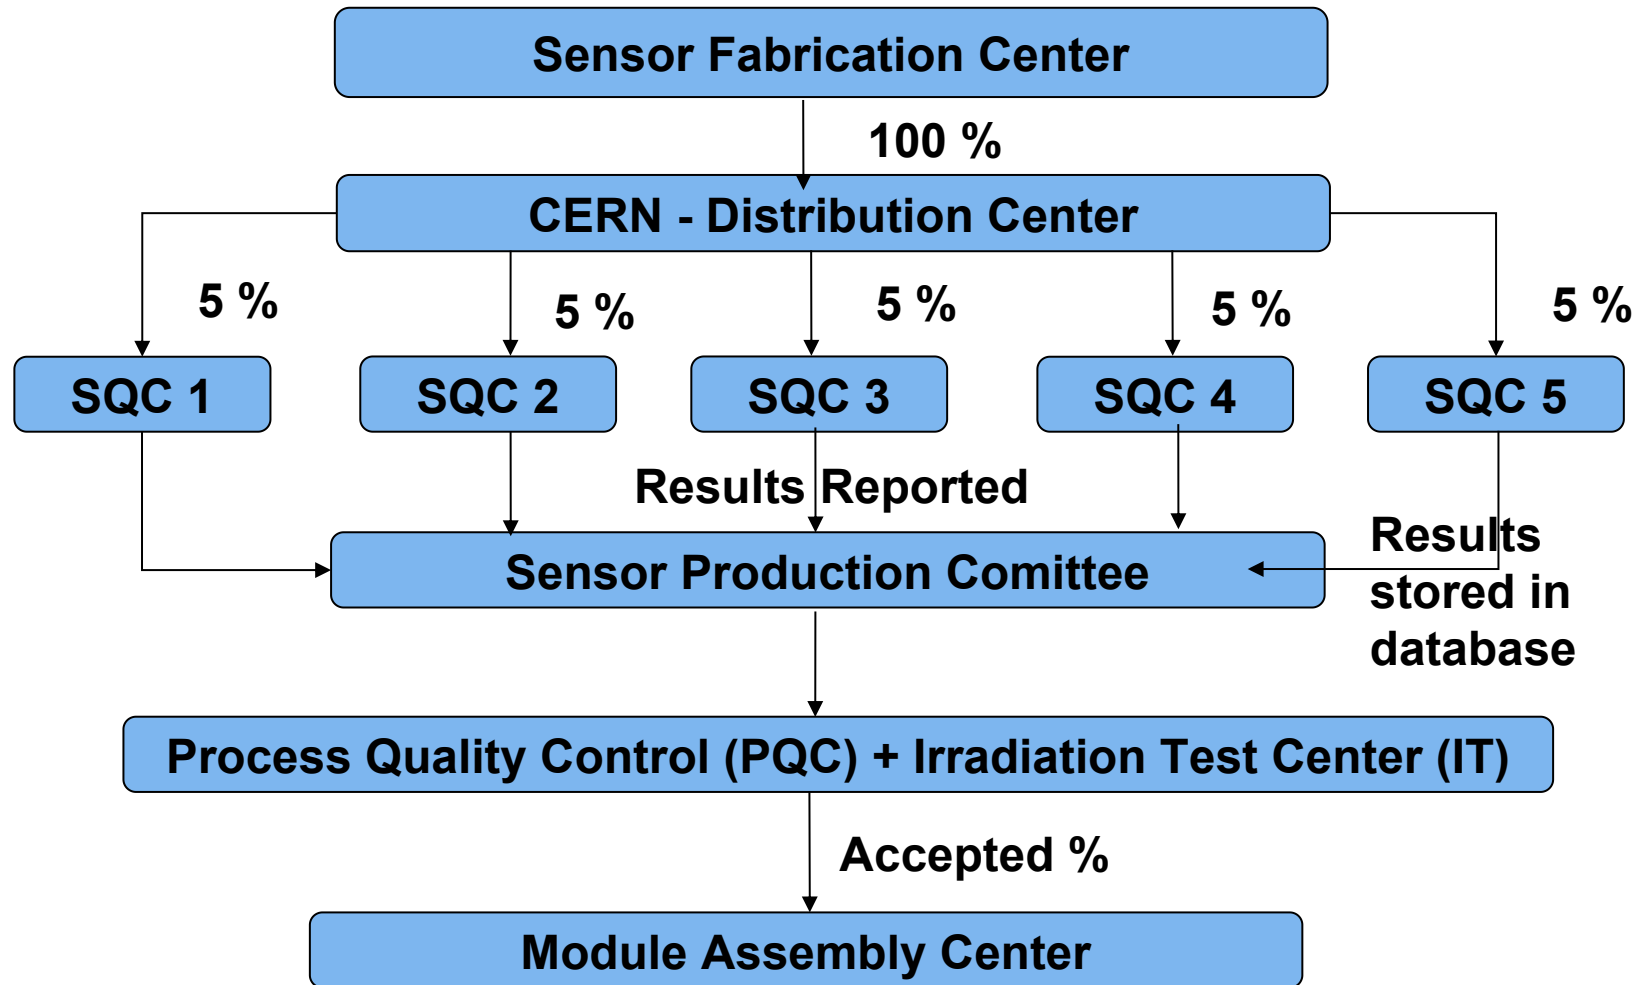 Sensor Fabrication Center
100 %
CERN - Distribution Center
5 %
5 %
5 %
5 %
5 %
SQC 1
SQC 2
SQC 3
SQC 4
SQC 5
Results Reported
Results
stored in
database
Sensor Production Comittee
Process Quality Control (PQC) + Irradiation Test Center (IT)
Accepted %
Module Assembly Center